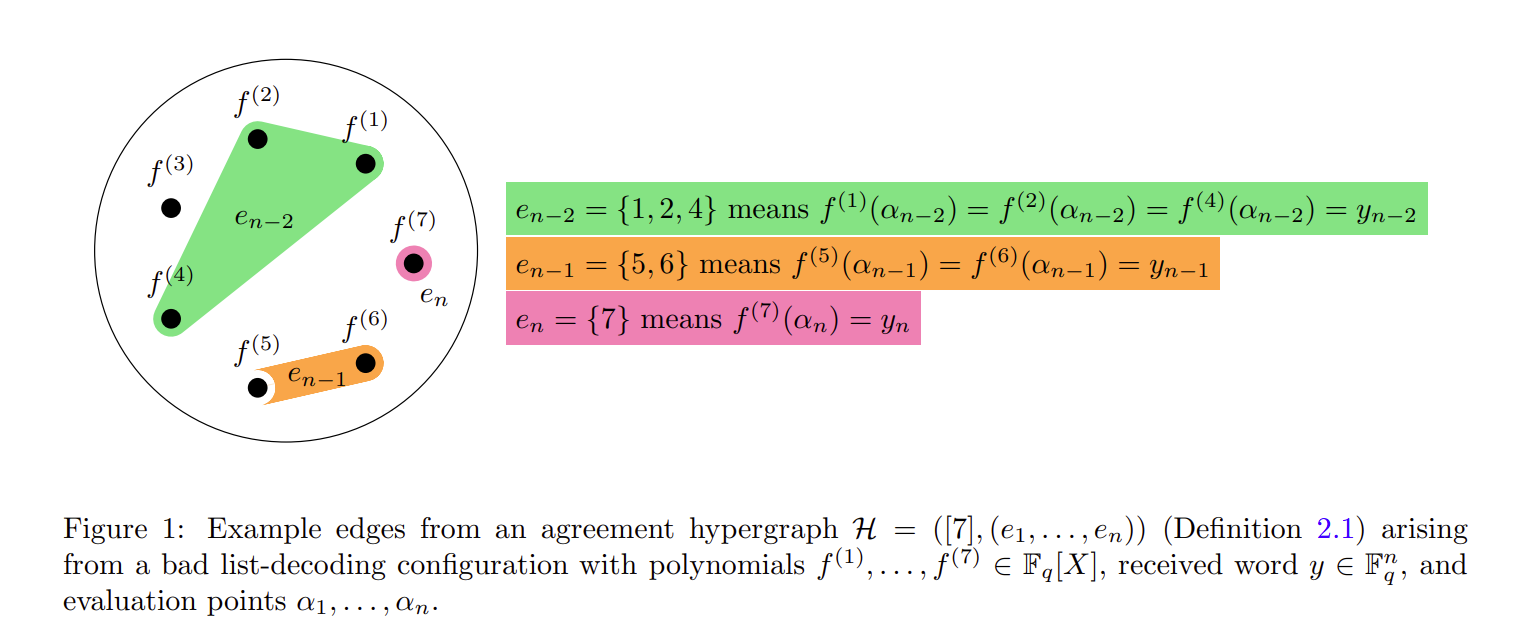 f^{(2)}
f^{(1)}
f^{(3)}
e_{n-2}
f^{(7)}
f^{(4)}
e_n
f^{(6)}
f^{(5)}
e_{n-1}
e_{n-2} = {1, 2, 4} means f^{(1)}(α_{n-2}) = f^{(2)}(α_{n-2}) = f^{(4)}(α_{n-2}) = y_{n-2}
e_{n-1} = {5, 6} means f^{(5)}(α_{n-1}) = f^{(6)}(α_{n-1}) = y_{n-1}
e_n = {7} means f^{(7)}(α_n) = y_n
Figure 1: Example edges from an agreement hypergraph ℋ = ([7], (e_1, . . . , e_n)) (Definition 2.1) arising
from a bad list-decoding configuration with polynomials f^{(1)}, . . . , f^{(7)} ∈ 𝔽_q[X], received word y ∈ 𝔽_q^n, and
evaluation points α_1, . . . , α_n.